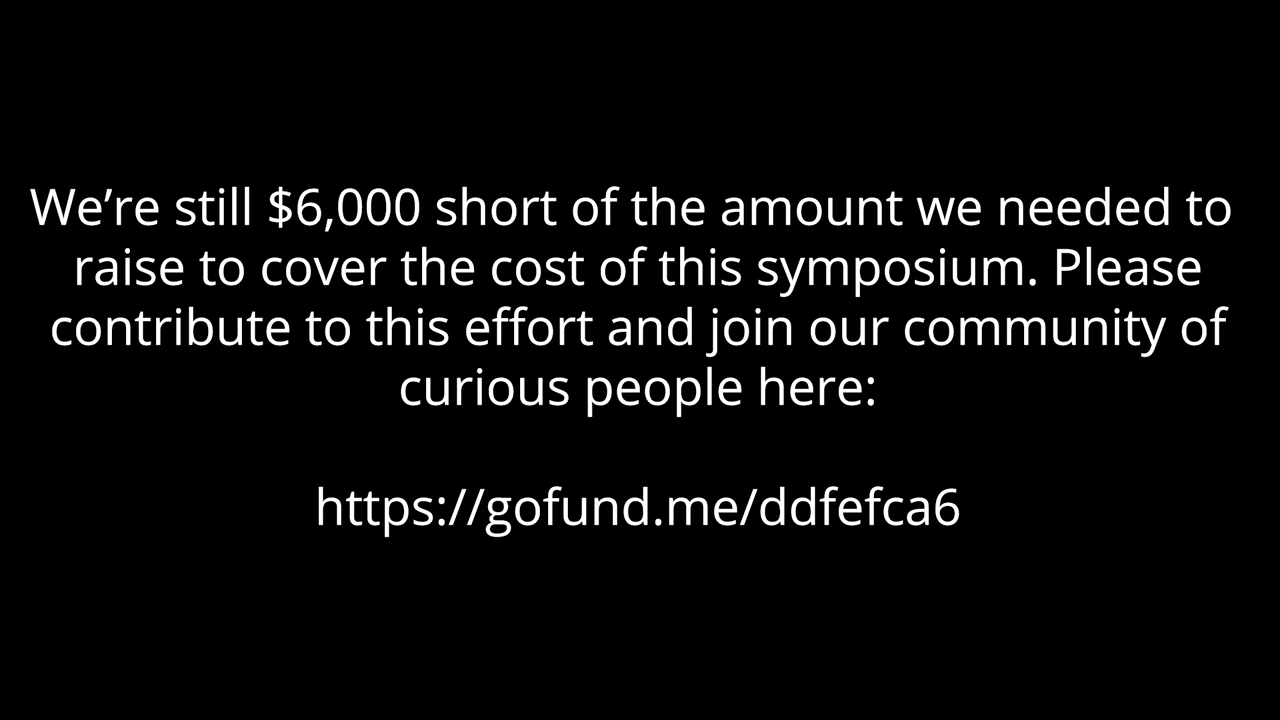 We’re still $6,000 short of the amount we needed to
raise to cover the cost of this symposium. Please
contribute to this effort and join our community of
curious people here:
https://gofund.me/ddfefca6